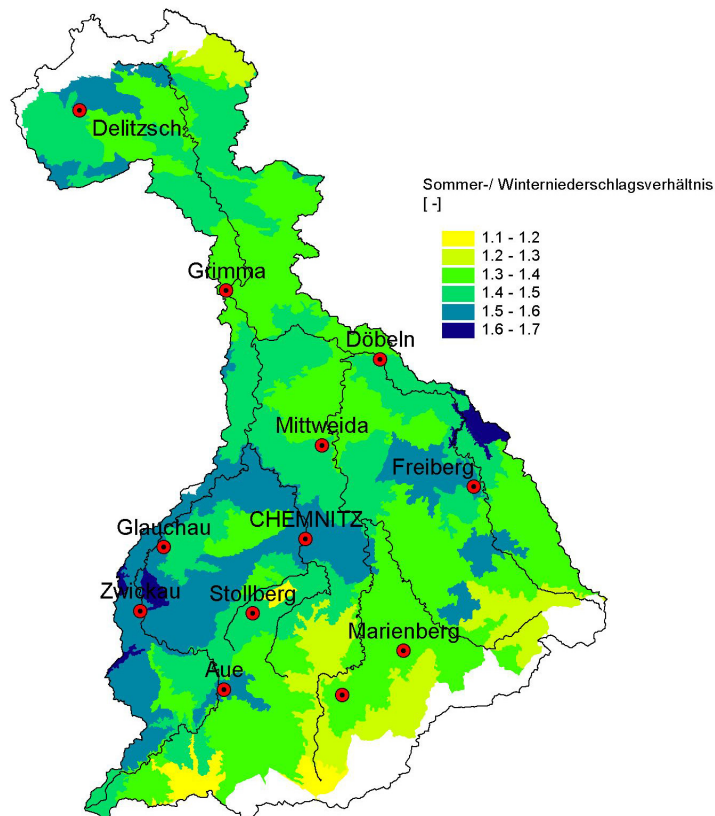 Delitzsch
Sommer-/ Winterniederschlagsverhältnis
[ -]
1.1 - 1.2
1.2 - 1.3
1.3 - 1.4
1.4 - 1.5
1.5 - 1.6
1.6 - 1.7
Grimma
Döbeln
Mittweida
Freiberg
Glauchau
CHEMNITZ
Zwickau
Stollberg
Marienberg
Aue